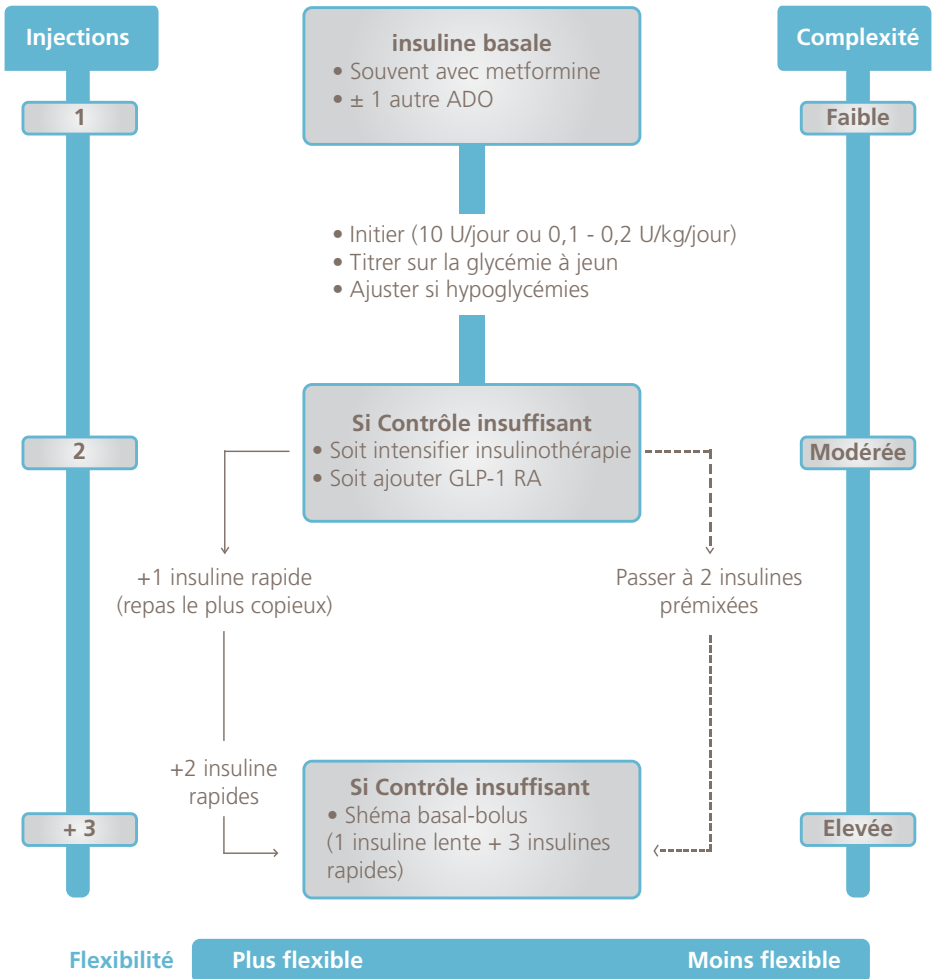 Injections
insuline basale
• Souvent avec metformine
• ± 1 autre ADO
Complexité
1
Faible
• Initier (10 U/jour ou 0,1 - 0,2 U/kg/jour)
• Titrer sur la glycémie à jeun
• Ajuster si hypoglycémies
2
Si Contrôle insuffisant
• Soit intensifier insulinothérapie
• Soit ajouter GLP-1 RA
Modérée
+1 insuline rapide
(repas le plus copieux)
Passer à 2 insulines
prémixées
+2 insuline
rapides
+ 3
Si Contrôle insuffisant
• Shéma basal-bolus
(1 insuline lente + 3 insulines
rapides)
Elevée
Flexibilité
Plus flexible
Moins flexible